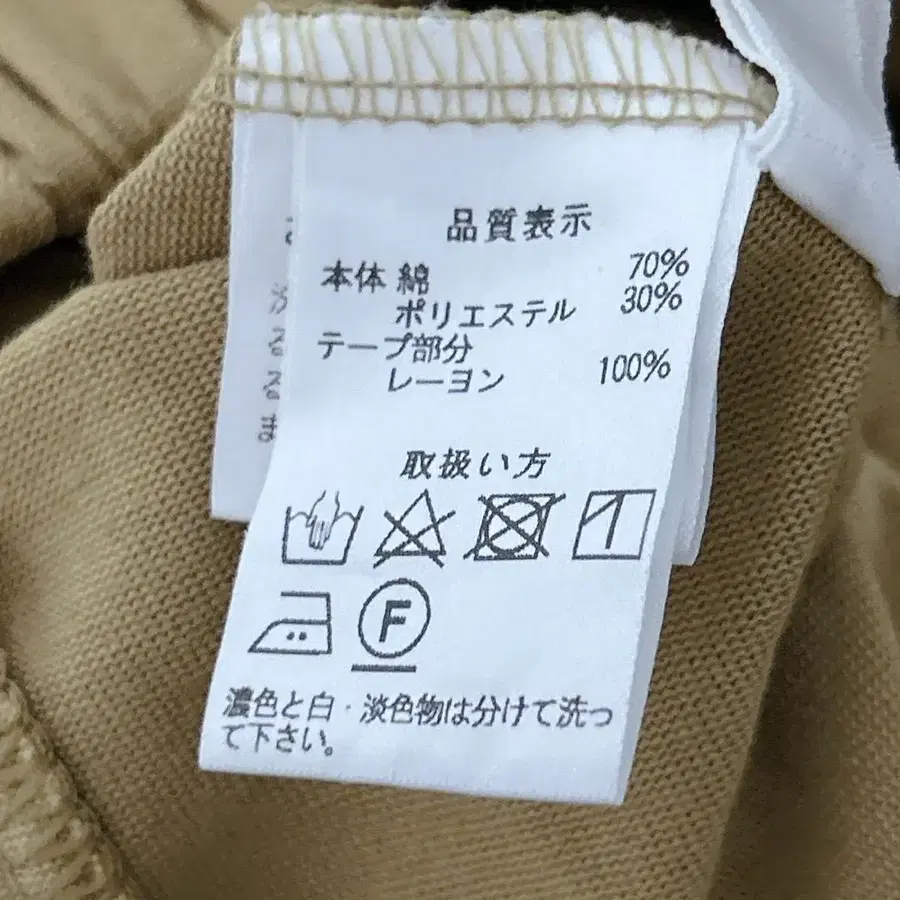 品質表示
本体 綿 70%
ポリエステル 30%
テープ部分
レーヨン 100%
取扱い方
F
濃色と白・淡色物は分けて洗っ
て下さい。